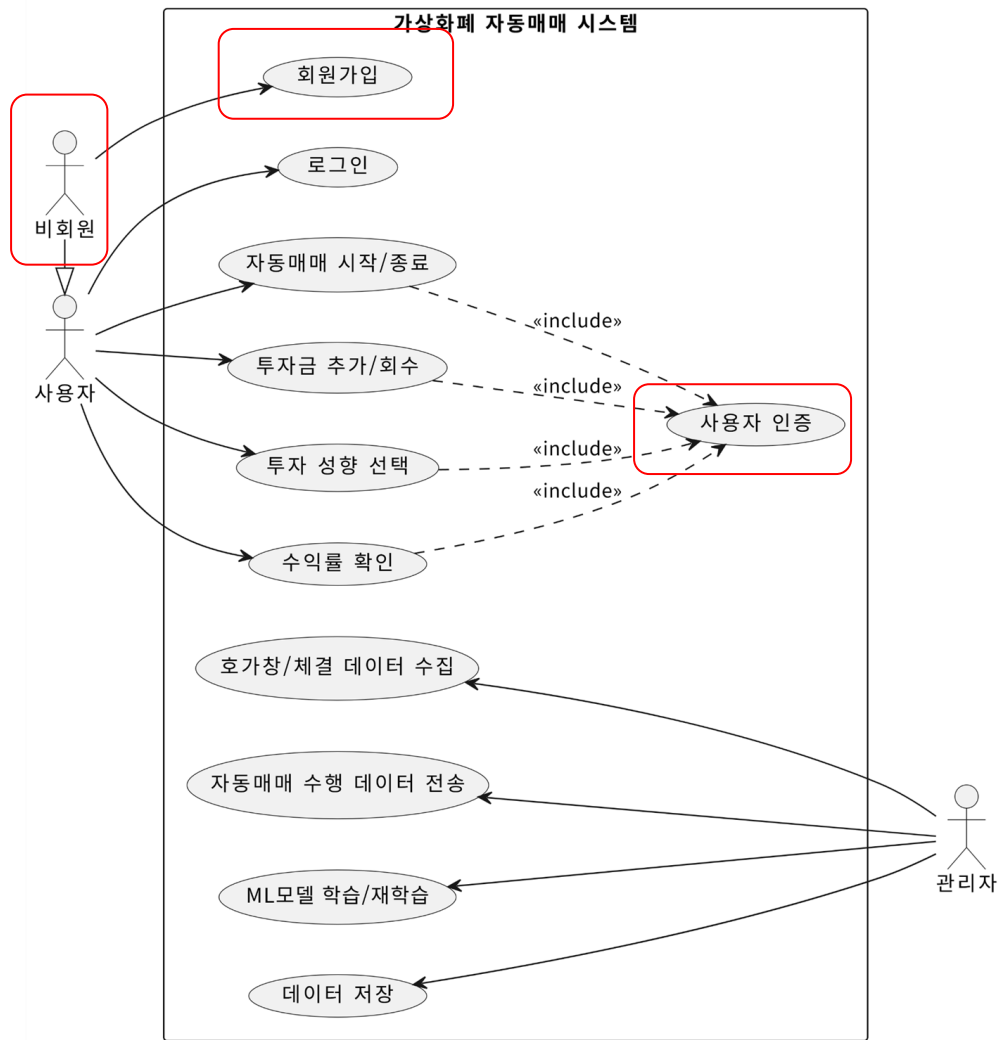 가상화폐 자동매매 시스템
회원가입
로그인
비회원
자동매매 시작/종료
«include»
투자금 추가/회수
«include»
사용자
사용자 인증
투자 성향 선택
«include»
«include»
수익률 확인
호가창/체결 데이터 수집
자동매매 수행 데이터 전송
관리자
ML모델 학습/재학습
데이터 저장